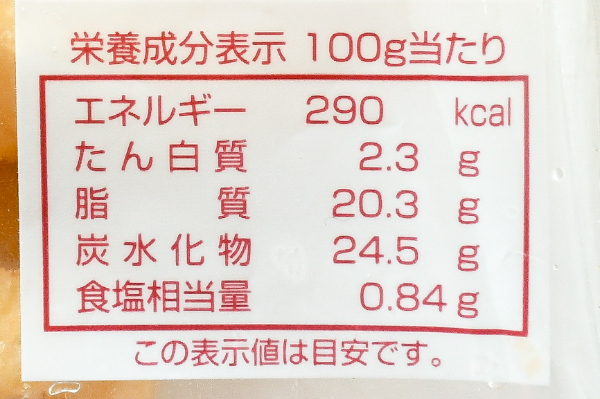 栄養成分表示 100g当たり
エネルギー 290 kcal
たん白質 2.3 g
脂質 20.3 g
炭水化物 24.5 g
食塩相当量 0.84 g
この表示値は目安です。